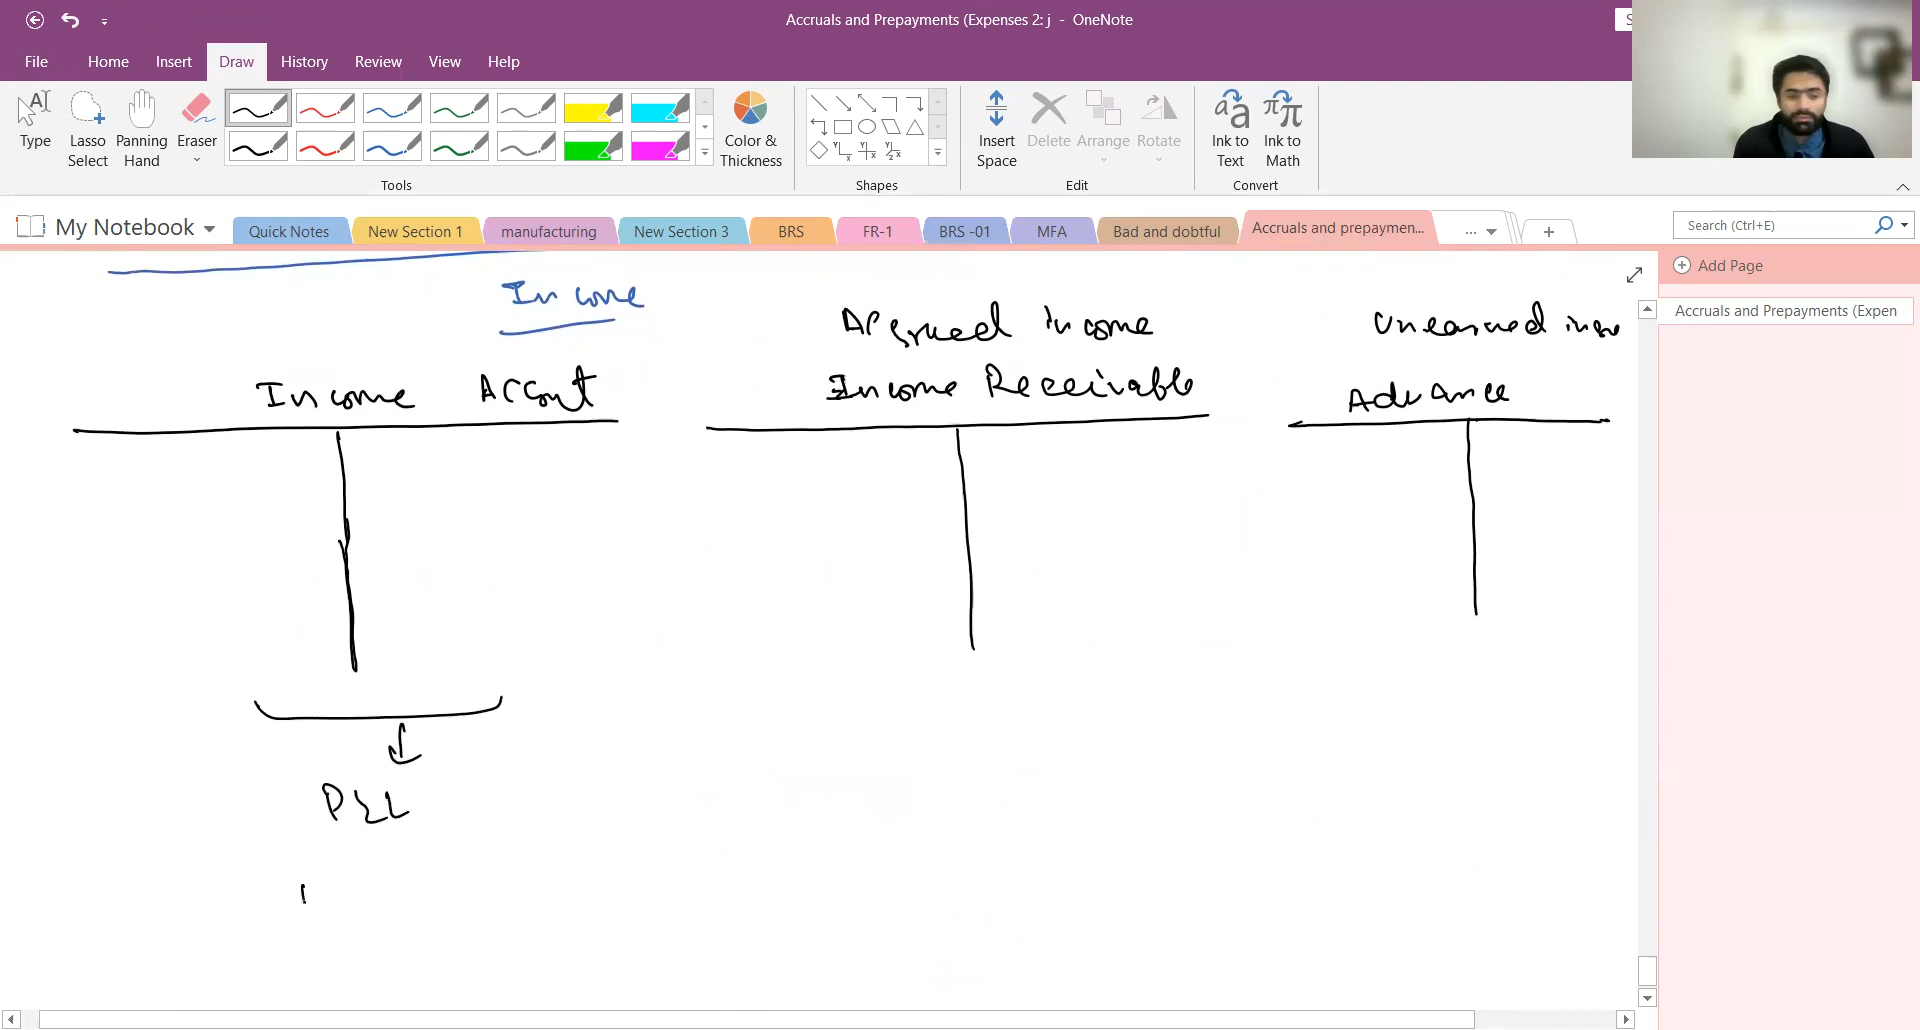 Accruals and Prepayments (Expenses 2: j - OneNote
File Home Insert Draw History Review View Help
Type
Lasso Select
Panning Hand
Eraser
Color & Thickness
Insert Space
Delete
Arrange
Rotate
Ink to Text
Ink to Math
Tools
Shapes
Edit
Convert
My Notebook
Quick Notes
New Section 1
manufacturing
New Section 3
BRS
FR-1
BRS -01
MFA
Bad and doubtful
Accruals and prepaymen...
...
Search (Ctrl+E)
Add Page
Accruals and Prepayments (Expen
Income
Income Account
Accrued income
Income Receivable
Unearned
Advance
P&L